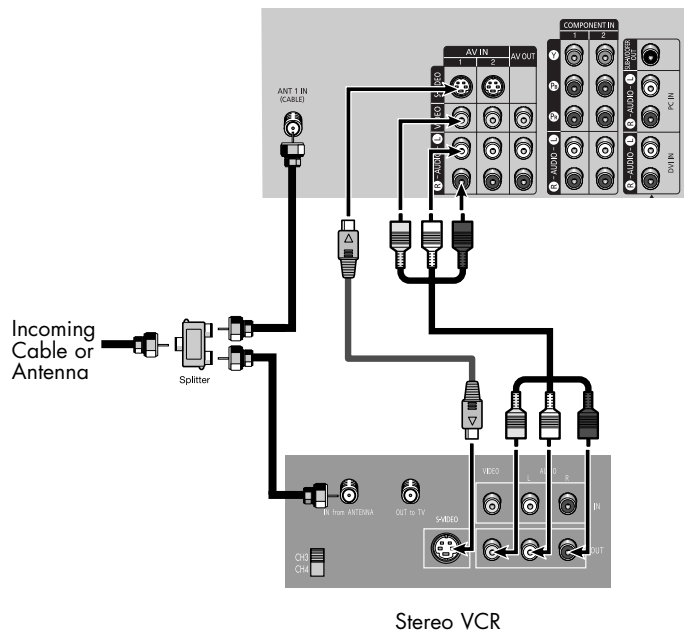 COMPONENT IN
1 2
AV IN
1 2
AV OUT
ANT 1 IN
(CABLE)
S-VIDEO
VIDEO
R - AUDIO - L
Y
PB
PR
R - AUDIO - L
SUB-WOOFER
OUT
R - AUDIO - L
PC IN
R - AUDIO - L
DVI IN
Incoming
Cable or
Antenna
Splitter
VIDEO
AUDIO
L R
IN
IN from ANTENNA
OUT to TV
S-VIDEO
OUT
CH3
CH4
Stereo VCR